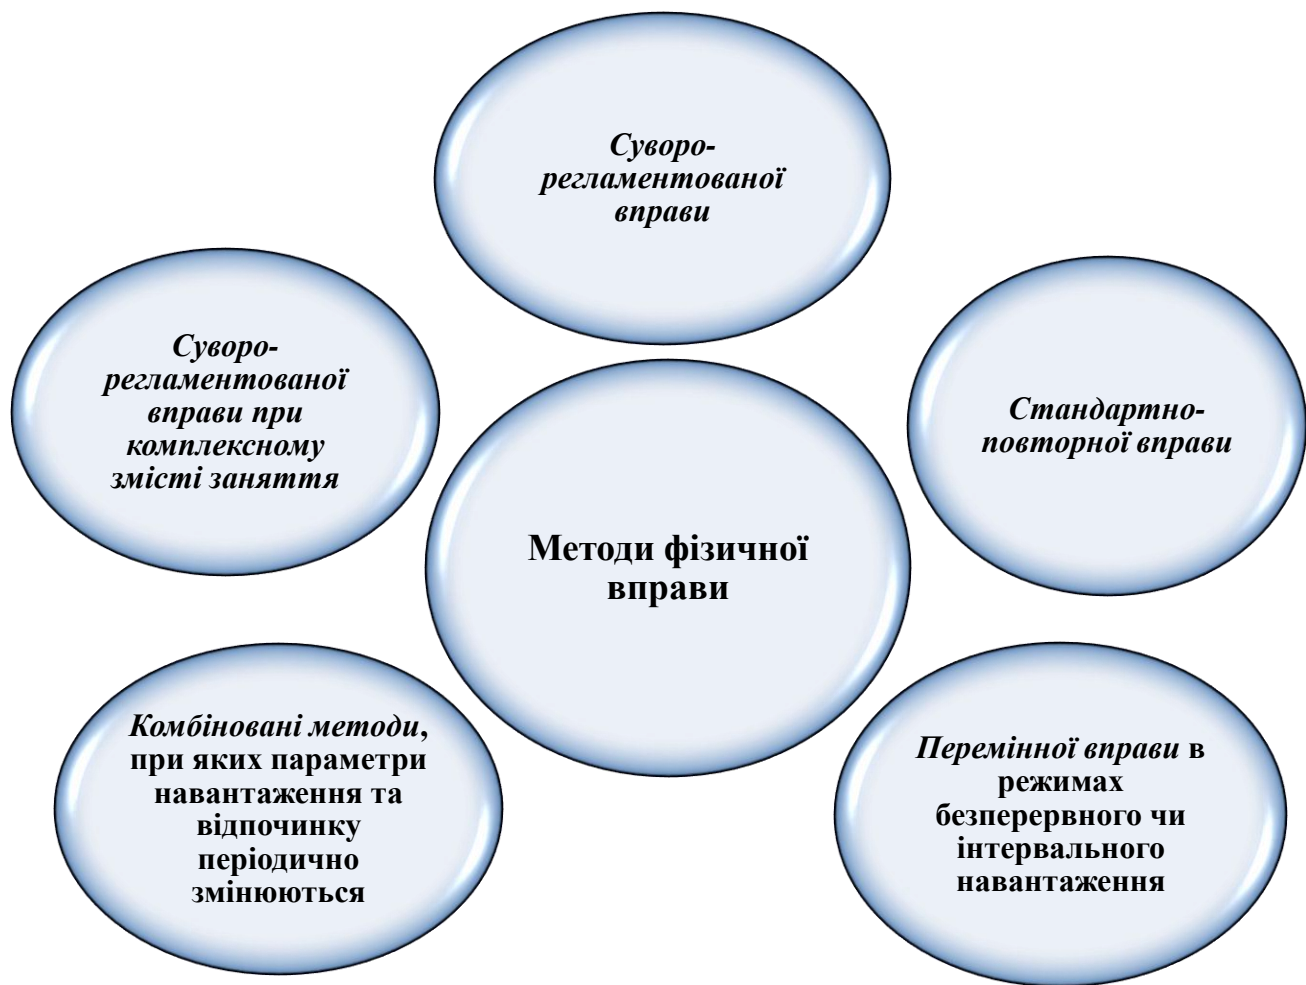 Суворо-
регламентованої
вправи
Суворо-
регламентованої
вправи при
комплексному
змісті заняття
Стандартно-
повторної вправи
Методи фізичної
вправи
Комбіновані методи,
при яких параметри
навантаження та
відпочинку
періодично
змінюються
Перемінної вправи в
режимах
безперервного чи
інтервального
навантаження